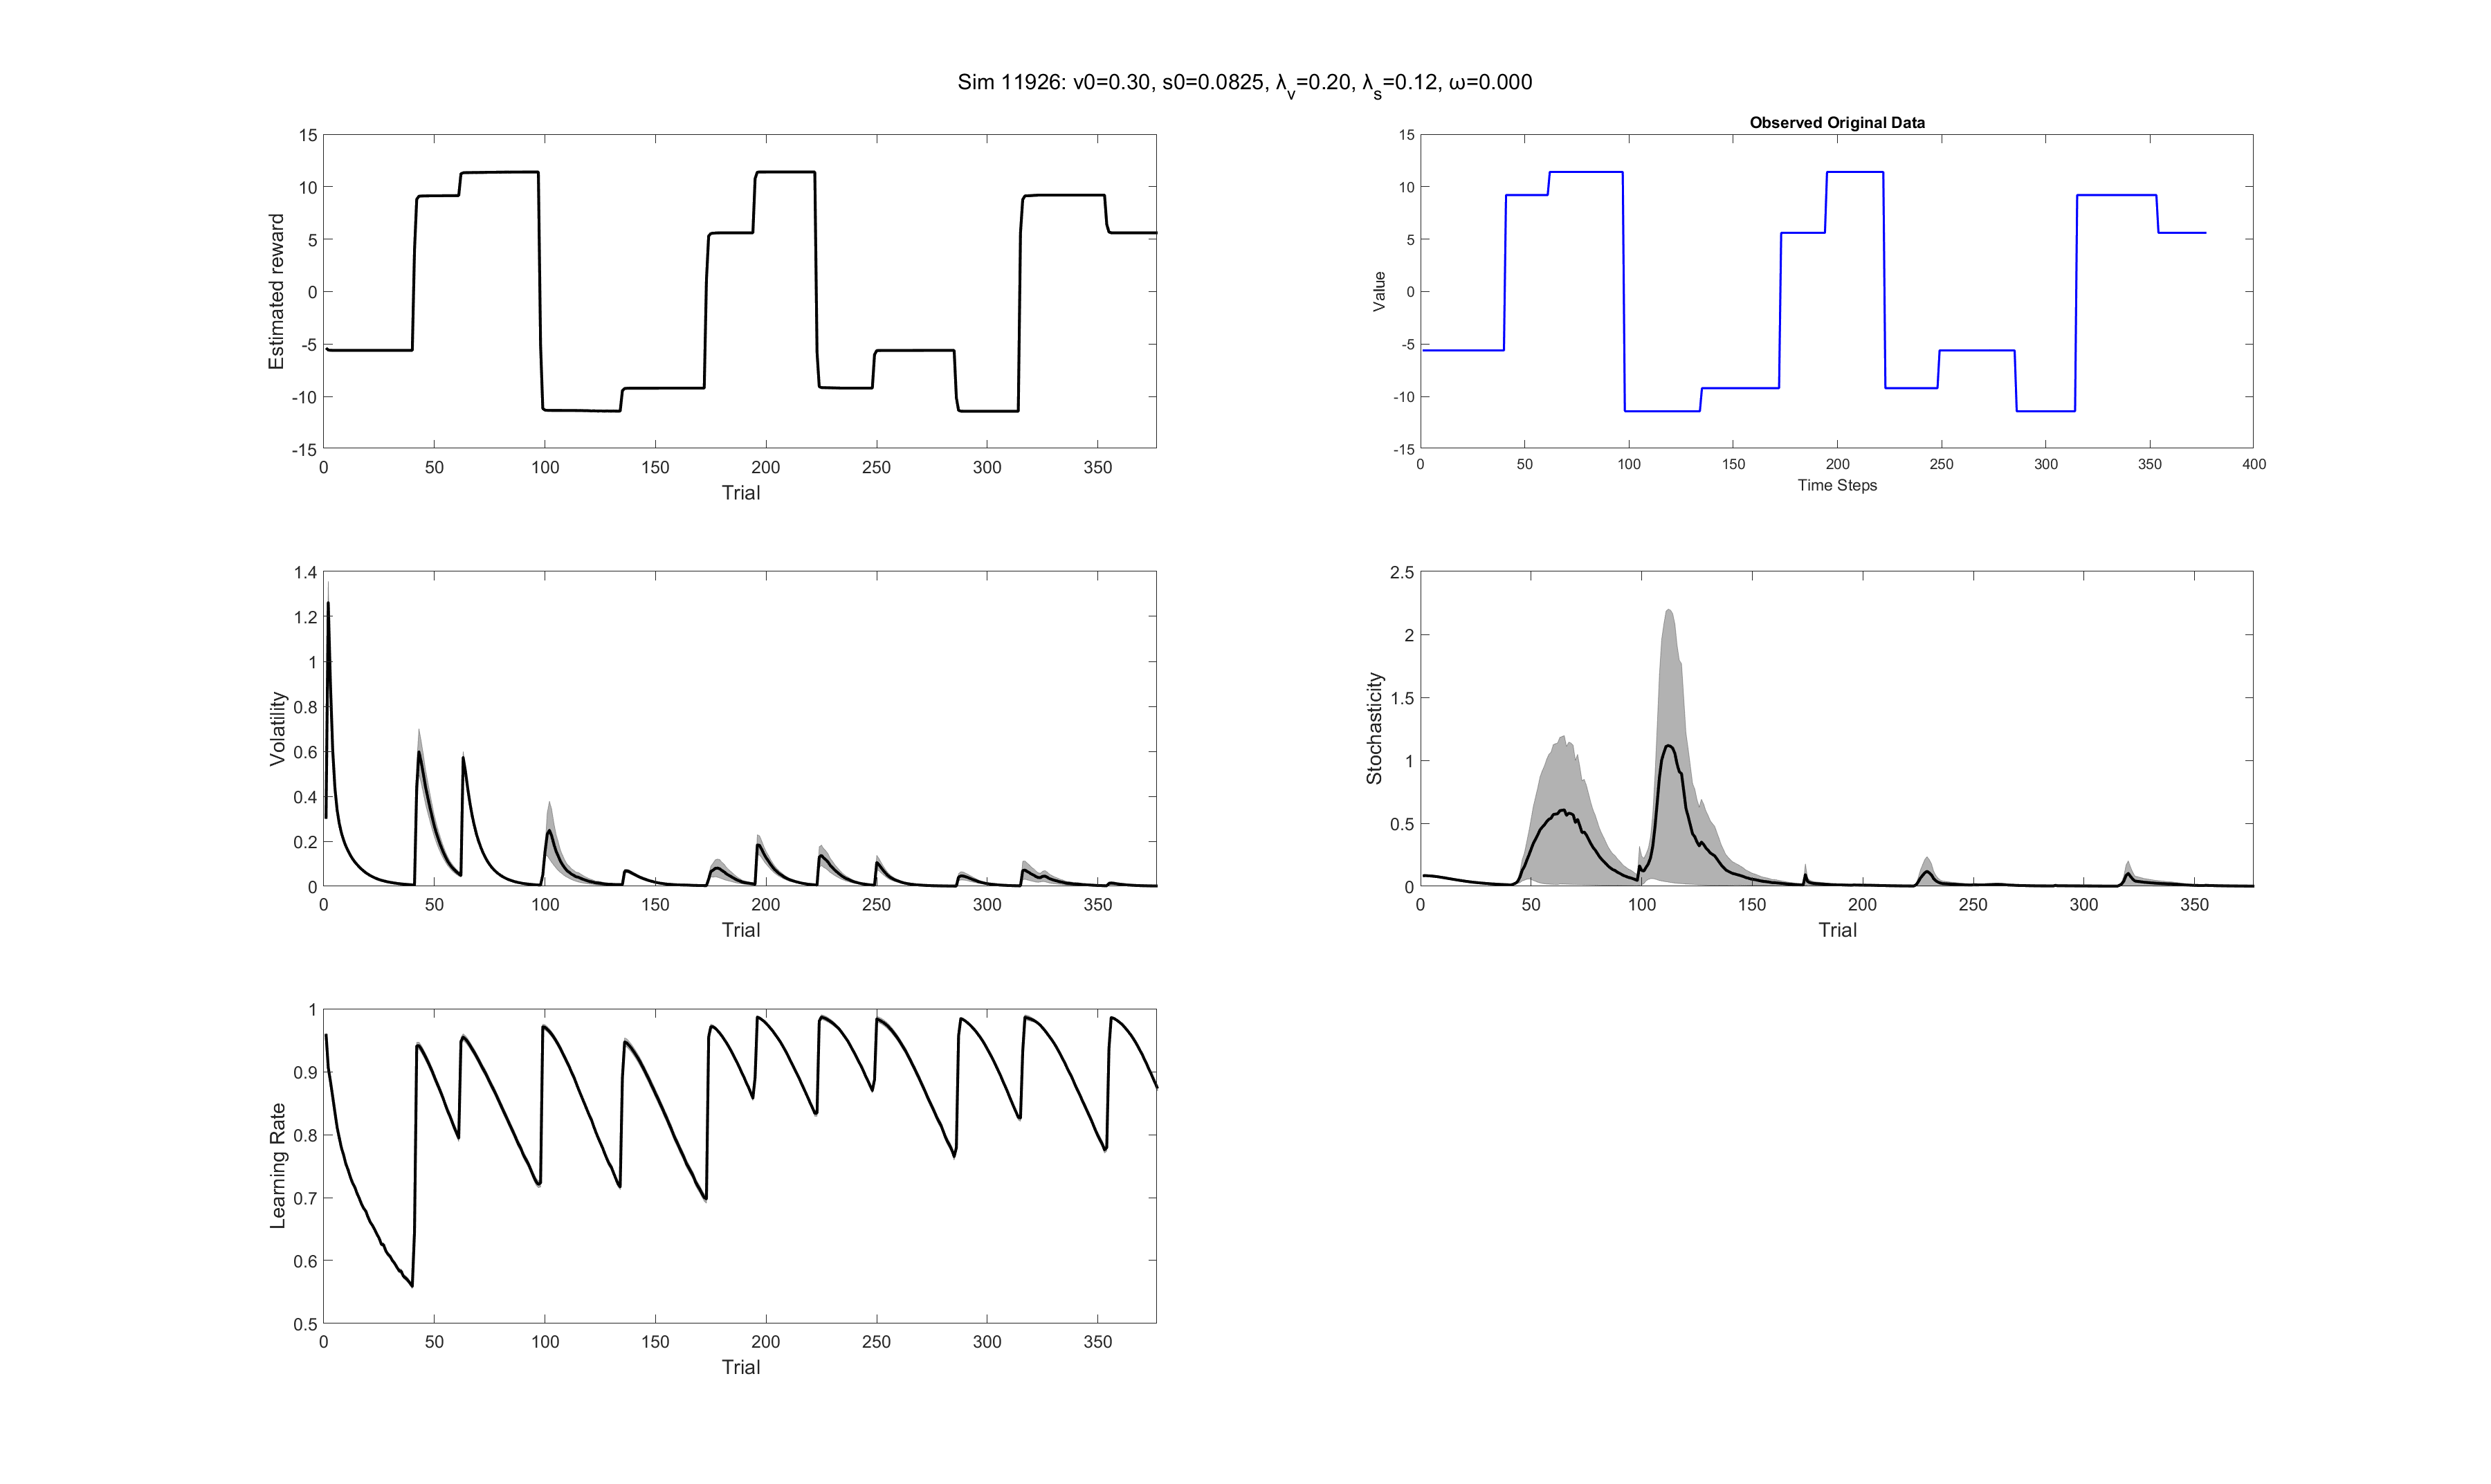 Sim 11926: v0=0.30, s0=0.0825, λv=0.20, λs=0.12, ω=0.000
15
10
5
0
-5
-10
-15
Estimated reward
0 50 100 150 200 250 300 350
Trial
Observed Original Data
15
10
5
0
-5
-10
-15
Value
0 50 100 150 200 250 300 350 400
Time Steps
1.4
1.2
1
0.8
0.6
0.4
0.2
0
Volatility
0 50 100 150 200 250 300 350
Trial
2.5
2
1.5
1
0.5
0
Stochasticity
0 50 100 150 200 250 300 350
Trial
1
0.9
0.8
0.7
0.6
0.5
Learning Rate
0 50 100 150 200 250 300 350
Trial